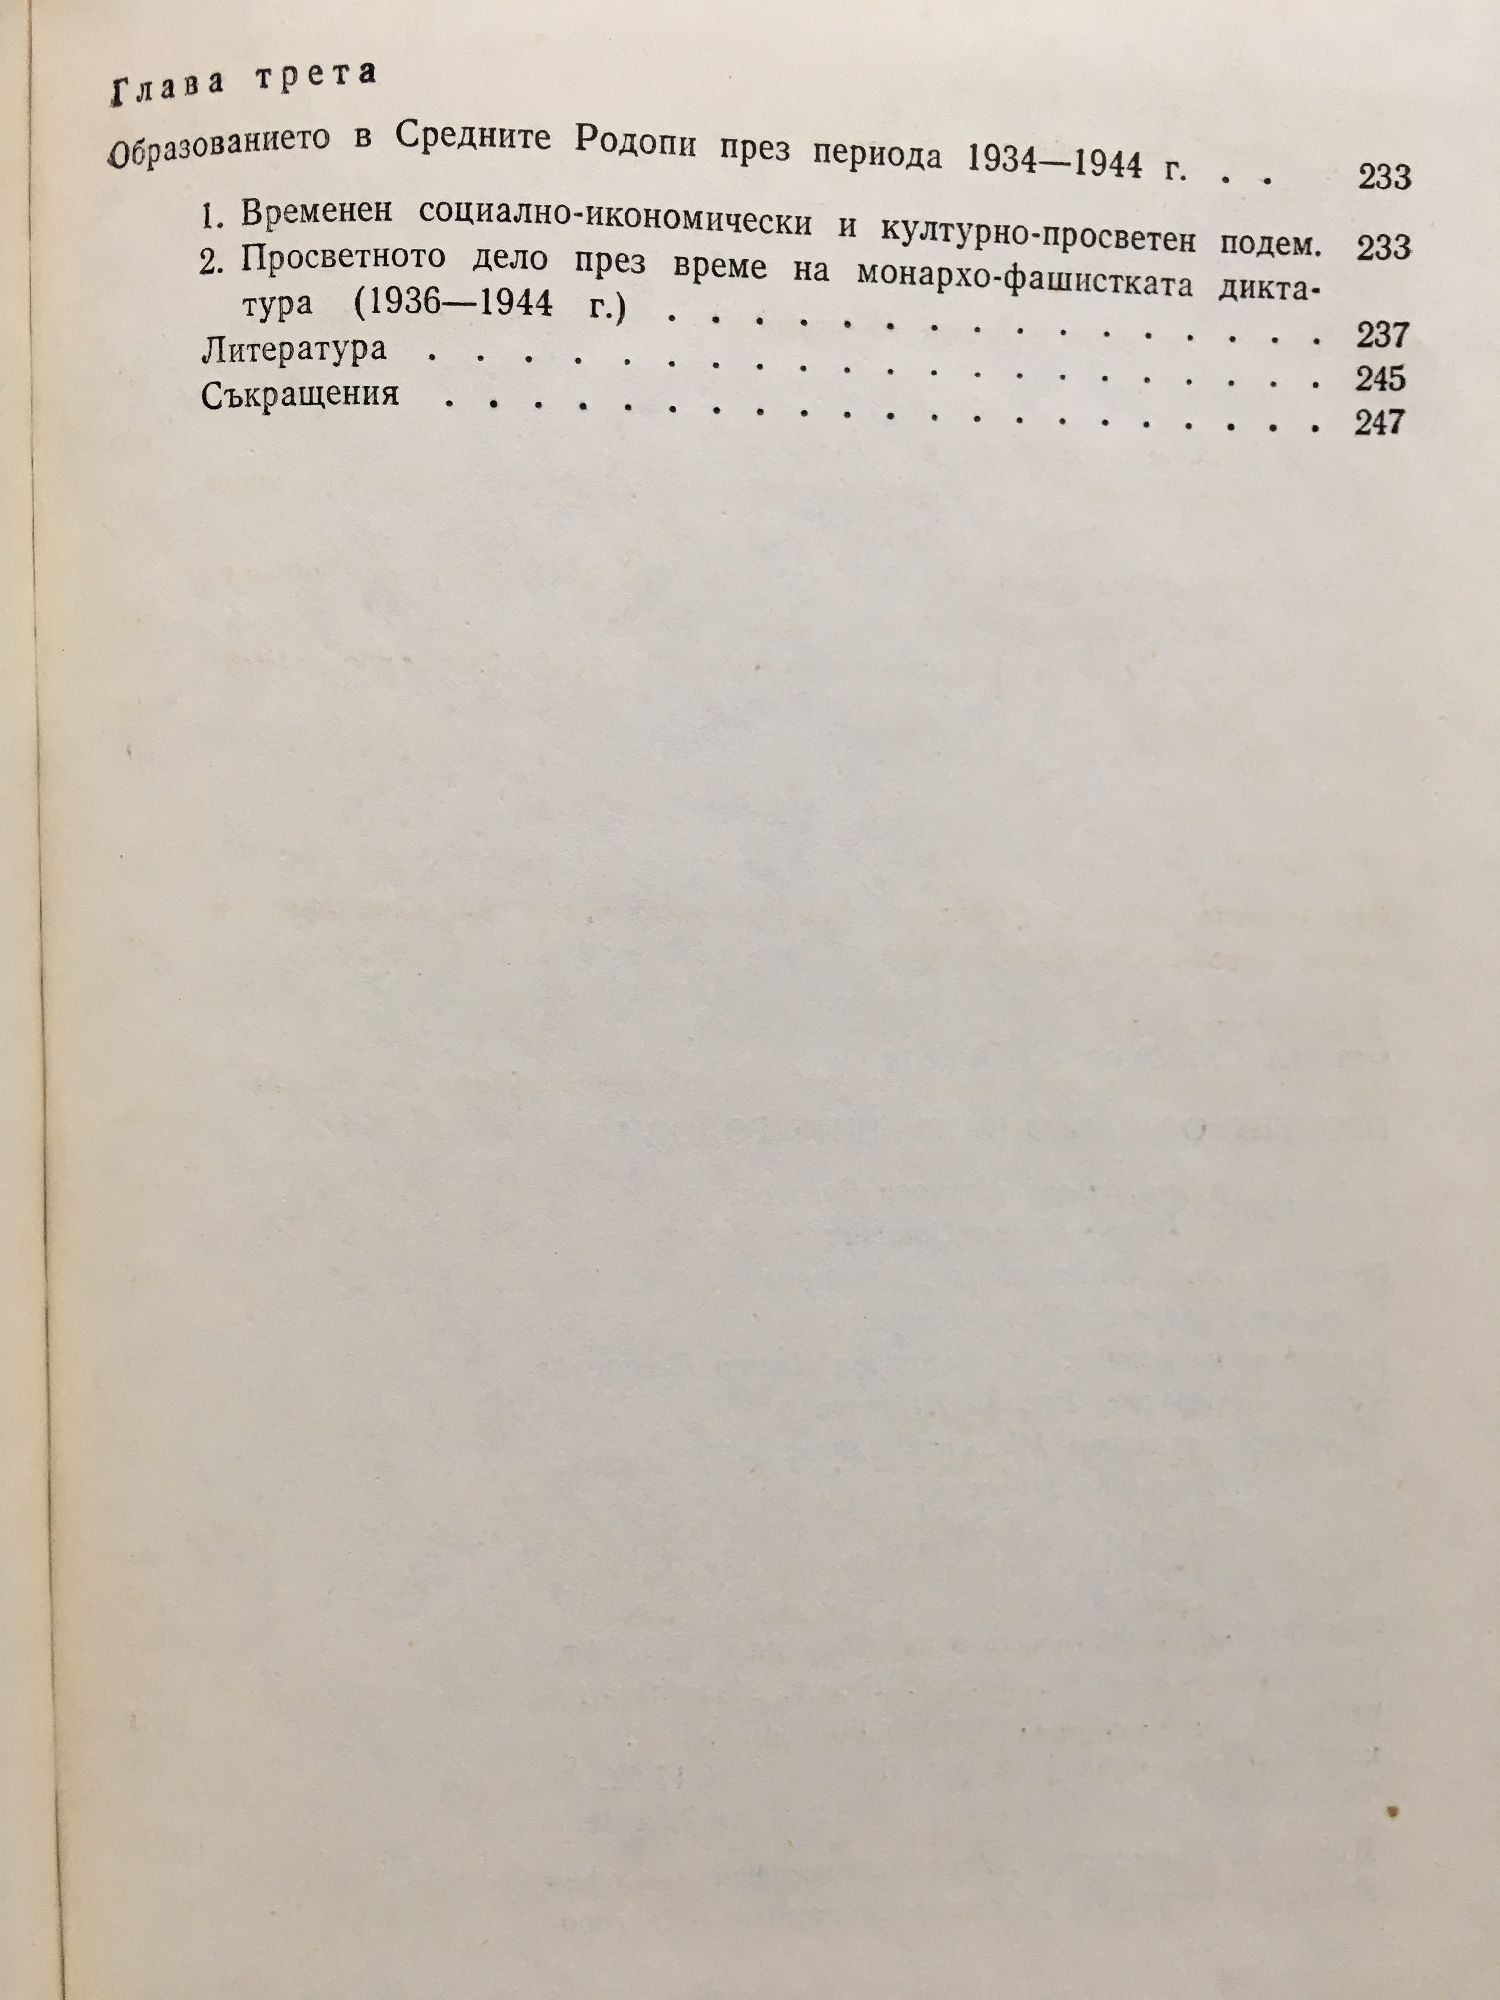 Глава трета
Образованието в Средните Родопи през периода 1934—1944 г. . . 233
1. Временен социално-икономически и културно-просветен подем. 233
2. Просветното дело през време на монархо-фашистката дикта-
тура (1936—1944 г.) . . . . . . . . . . . . . . . . 237
Литература . . . . . . . . . . . . . . . . . . . . . 245
Съкращения . . . . . . . . . . . . . . . . . . . . . 247